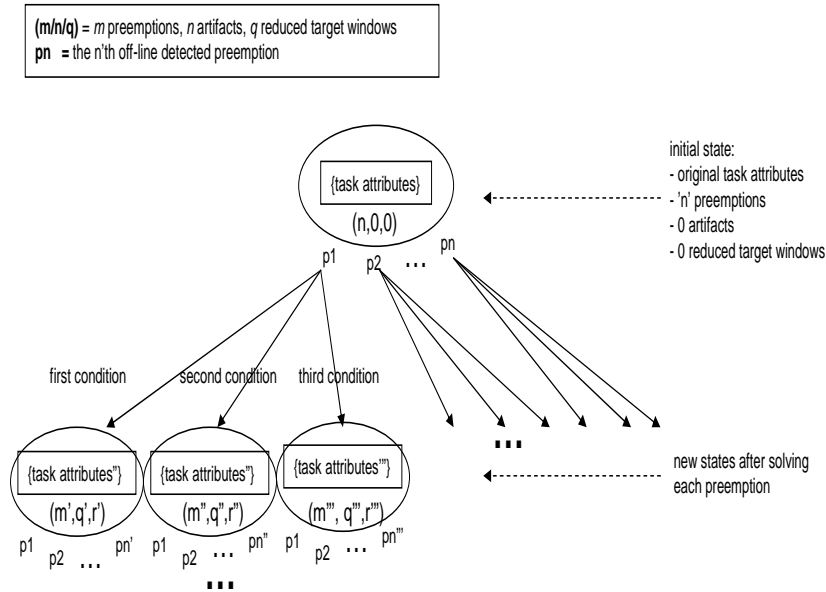 (m/n/q) = m preemptions, n artifacts, q reduced target windows
pn = the n'th off-line detected preemption
initial state:
- original task attributes
- 'n' preemptions
- 0 artifacts
- 0 reduced target windows
{task attributes}
(n,0,0)
p1 p2 ... pn
first condition second condition third condition
...
{task attributes"} {task attributes"} {task attributes'"}
(m',q',r') (m",q",r") (m'", q'",r'")
new states after solving
each preemption
p1 p2 ... pn' p1 p2 ... pn" p1 p2 ... pn'"
...